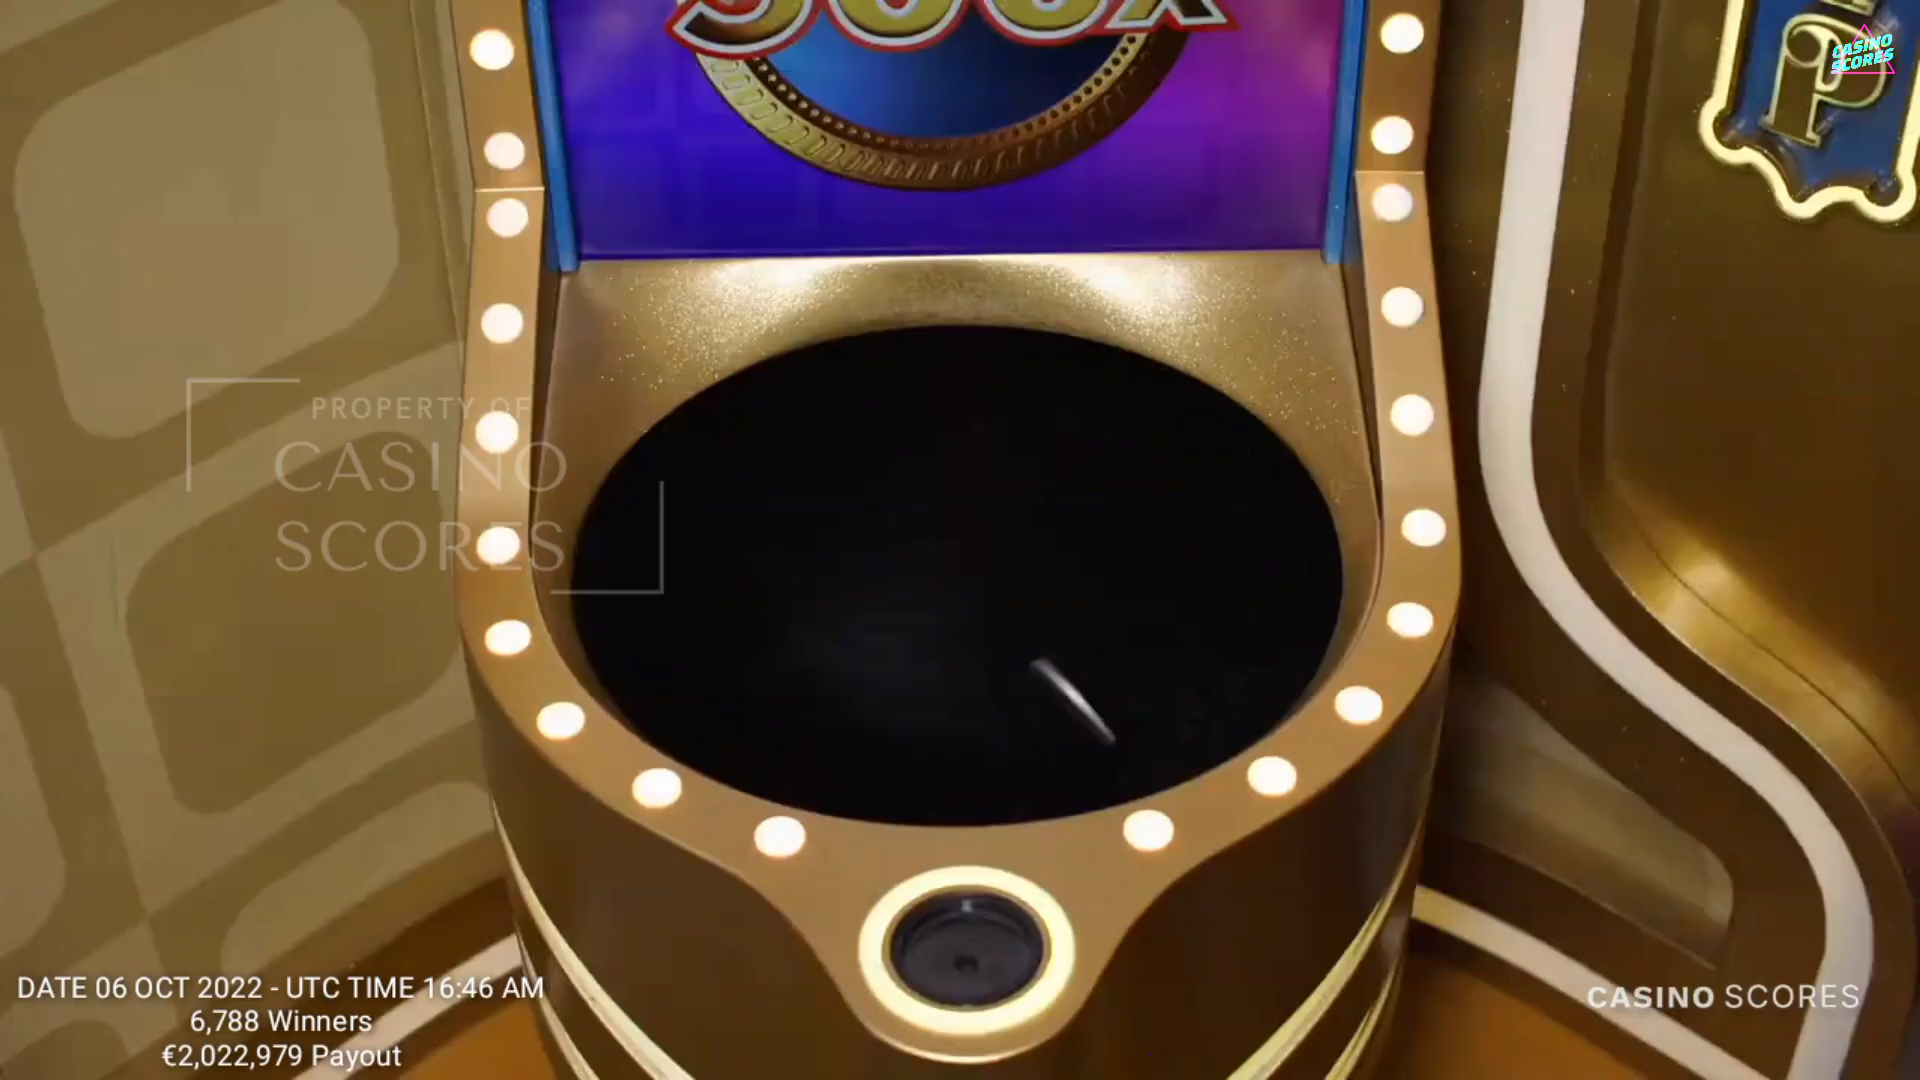 CASINO
SCORES
PROPERTY OF
CASINO
SCORES
DATE 06 OCT 2022 - UTC TIME 16:46 AM
6,788 Winners
€2,022,979 Payout
CASINO SCORES